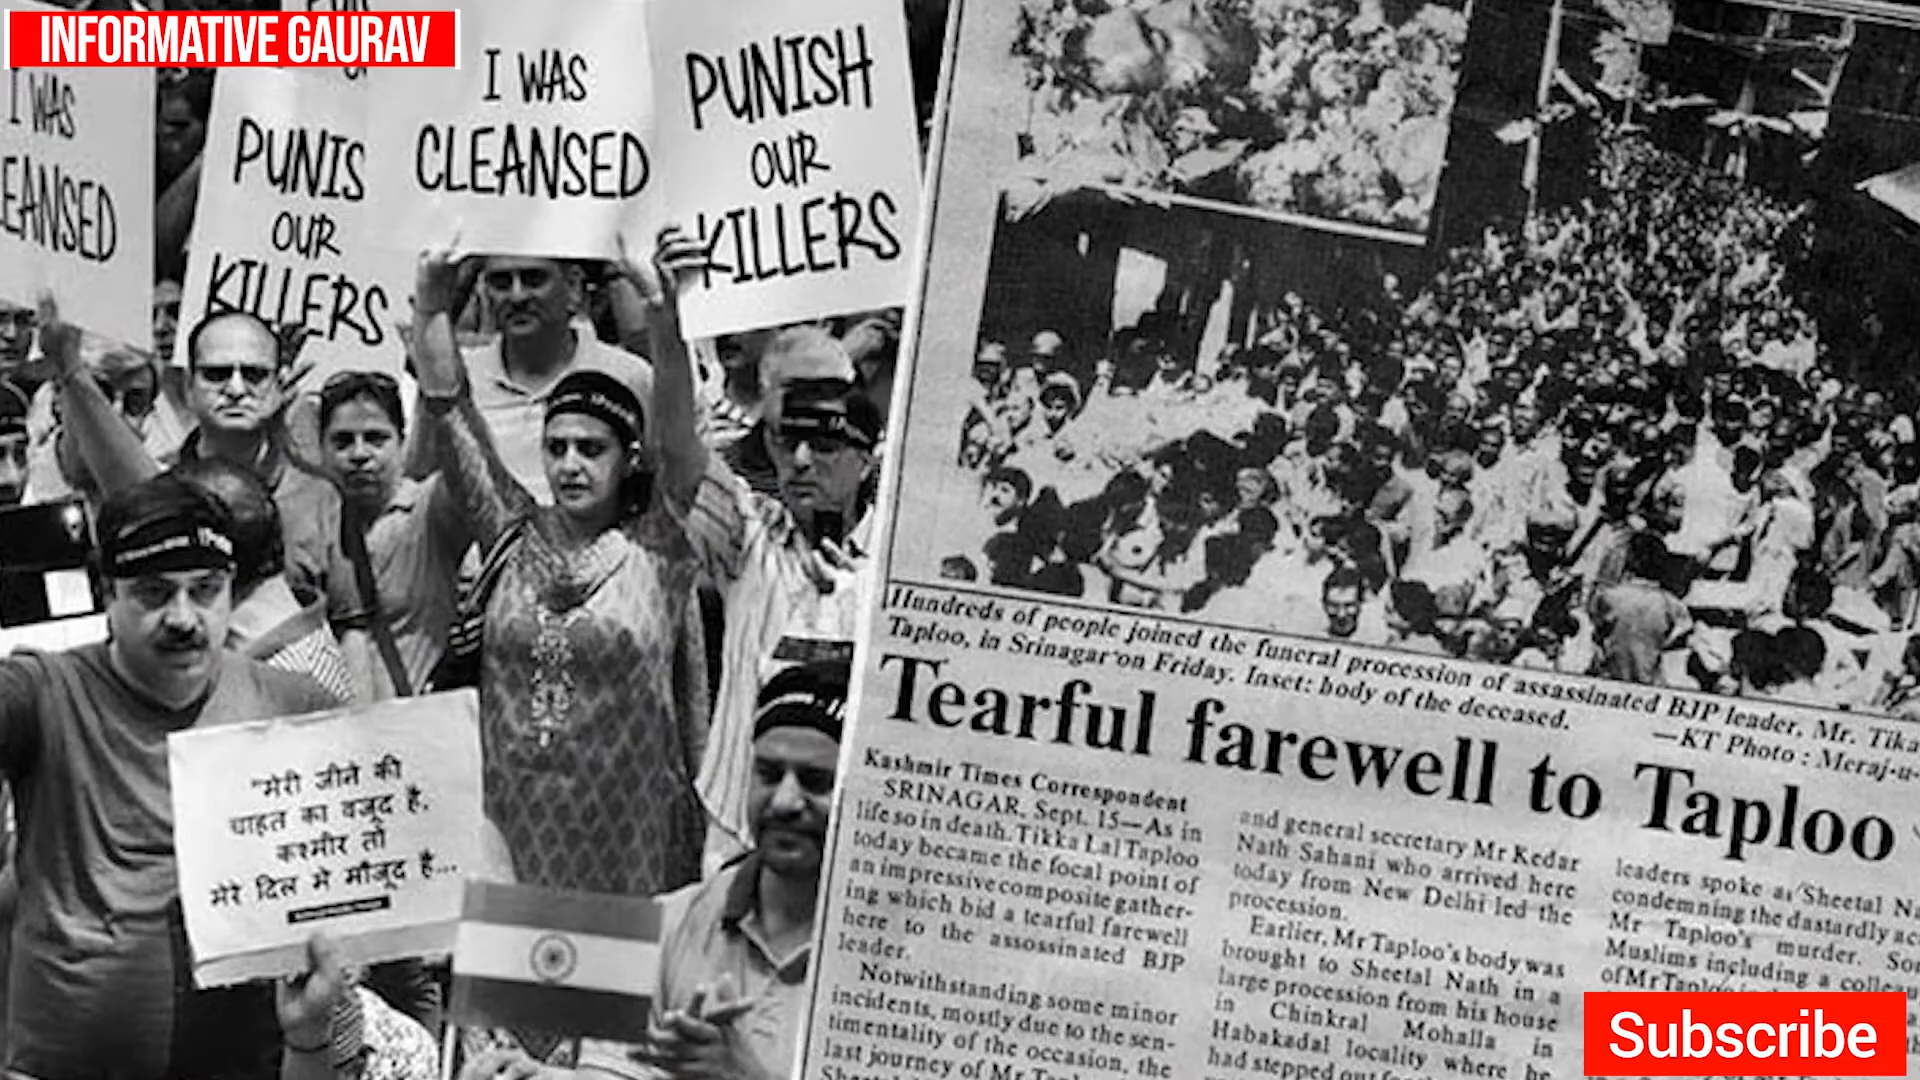 INFORMATIVE GAURAV
I WAS
CLEANSED
PUNISH
OUR
KILLERS
PUNIS
OUR
KILLERS
I WAS
EANSED
"मेरी जीने की
चाहत का वजूद है,
कश्मीर तो
मेरे दिल मे मौजूद है...
Hundreds of people joined the funeral procession of assassinated BJP leader, Mr. Tika
Taploo, in Srinagar on Friday. Inset: body of the deceased.
—KT Photo : Meraj-u-
Tearful farewell to Taploo
Kashmir Times Correspondent
SRINAGAR, Sept. 15—As in
life so in death. Tikka Lal Taploo
today became the focal point of
an impressive composite gather-
ing which bid a tearful farewell
here to the assossinated BJP
leader.
Notwithstanding some minor
incidents, mostly due to the sen-
timentality of the occasion, the
last journey of Mr
and general secretary Mr Kedar
Nath Sahani who arrived here
today from New Delhi led the
procession.
Earlier, Mr Taploo's body was
brought to Sheetal Nath in a
large procession from his house
in Chinkral Mohalla in
Habakadal locality where he
had stepped out
leaders spoke at Sheetal
condemning the dastardly
Mr Taploo's murder.
Muslims including a
of Mr
Subscribe